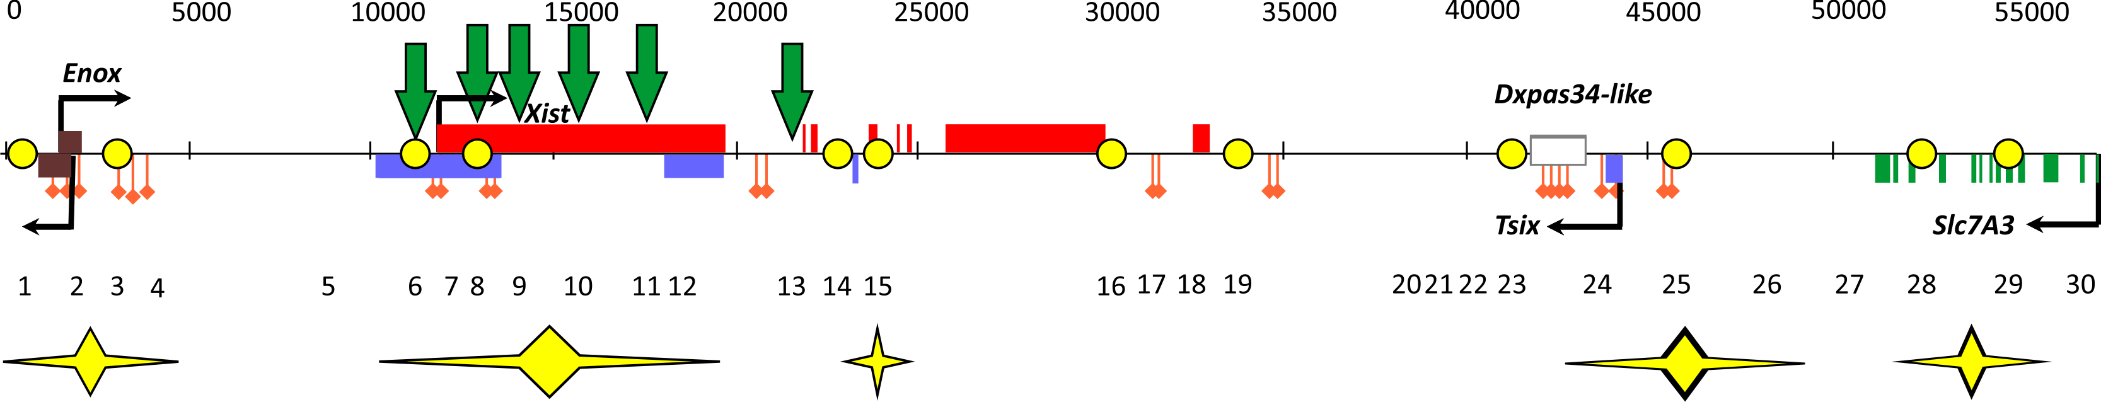 0 5000 10000 15000 20000 25000 30000 35000 40000 45000 50000 55000
Enox
Dxpas34-like
Xist
Tsix
Slc7A3
1 2 3 4 5 6 7 8 9 10 11 12 13 14 15 16 17 18 19 20 21 22 23 24 25 26 27 28 29 30